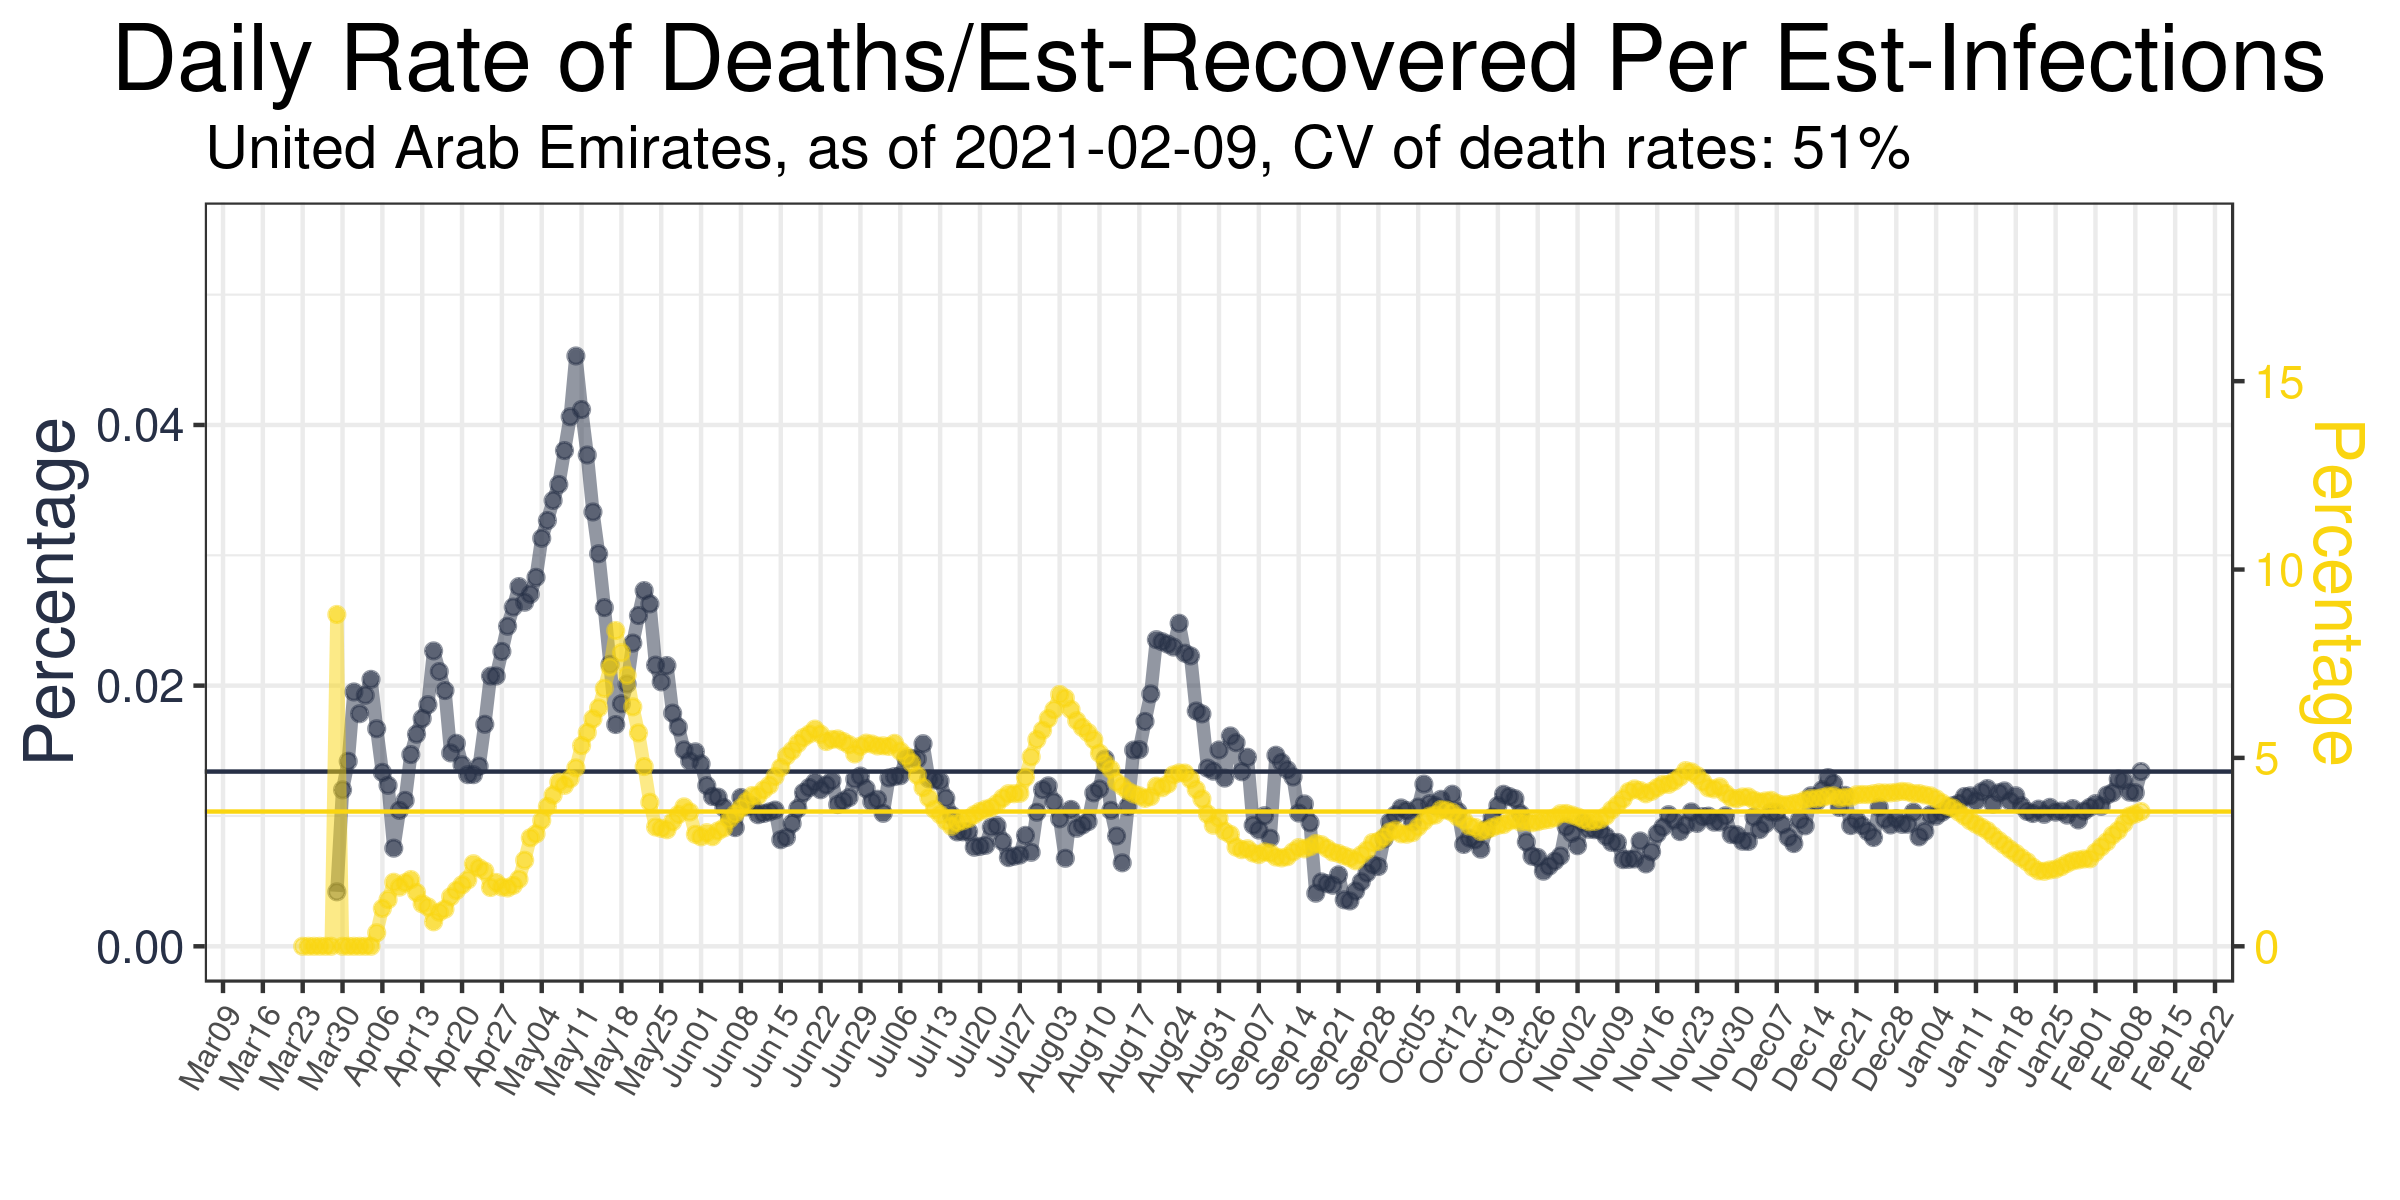 Daily Rate of Deaths/Est-Recovered Per Est-Infections
United Arab Emirates, as of 2021-02-09, CV of death rates: 51%
Percentage
0.04
0.02
0.00
15
10
5
0
Percentage
Mar09
Mar16
Mar23
Mar30
Apr06
Apr13
Apr20
Apr27
May04
May11
May18
May25
Jun01
Jun08
Jun15
Jun22
Jun29
Jul06
Jul13
Jul20
Jul27
Aug03
Aug10
Aug17
Aug24
Aug31
Sep07
Sep14
Sep21
Sep28
Oct05
Oct12
Oct19
Oct26
Nov02
Nov09
Nov16
Nov23
Nov30
Dec07
Dec14
Dec21
Dec28
Jan04
Jan11
Jan18
Jan25
Feb01
Feb08
Feb15
Feb22